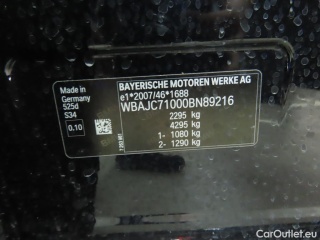 BAYERISCHE MOTOREN WERKE AG
e1*2007/46*1688
WBAJC71000BN89216
2295 kg
4295 kg
1- 1080 kg
2- 1290 kg
Made in
Germany
525d
S34
0.10
CarOutlet.eu